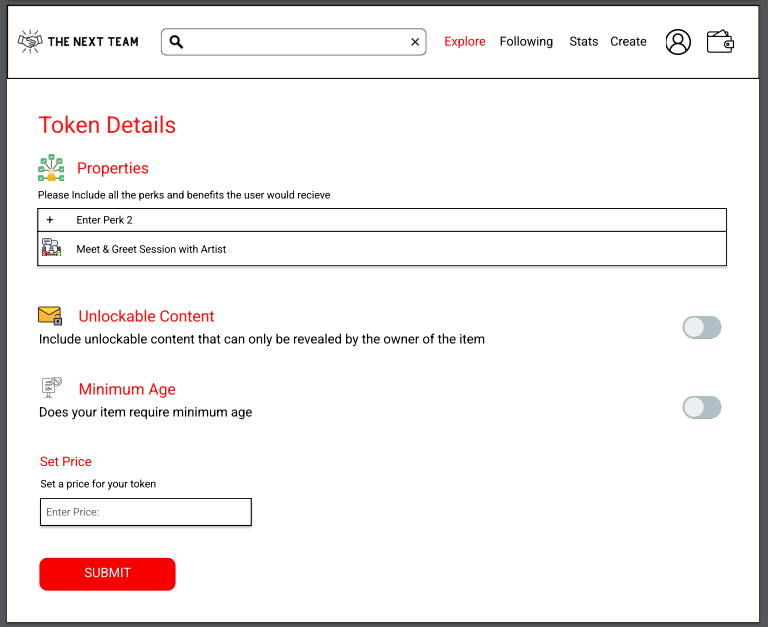 THE NEXT TEAM
Explore Following Stats Create
Token Details
Properties
Please Include all the perks and benefits the user would recieve
+ Enter Perk 2
Meet & Greet Session with Artist
Unlockable Content
Include unlockable content that can only be revealed by the owner of the item
Minimum Age
Does your item require minimum age
Set Price
Set a price for your token
Enter Price:
SUBMIT